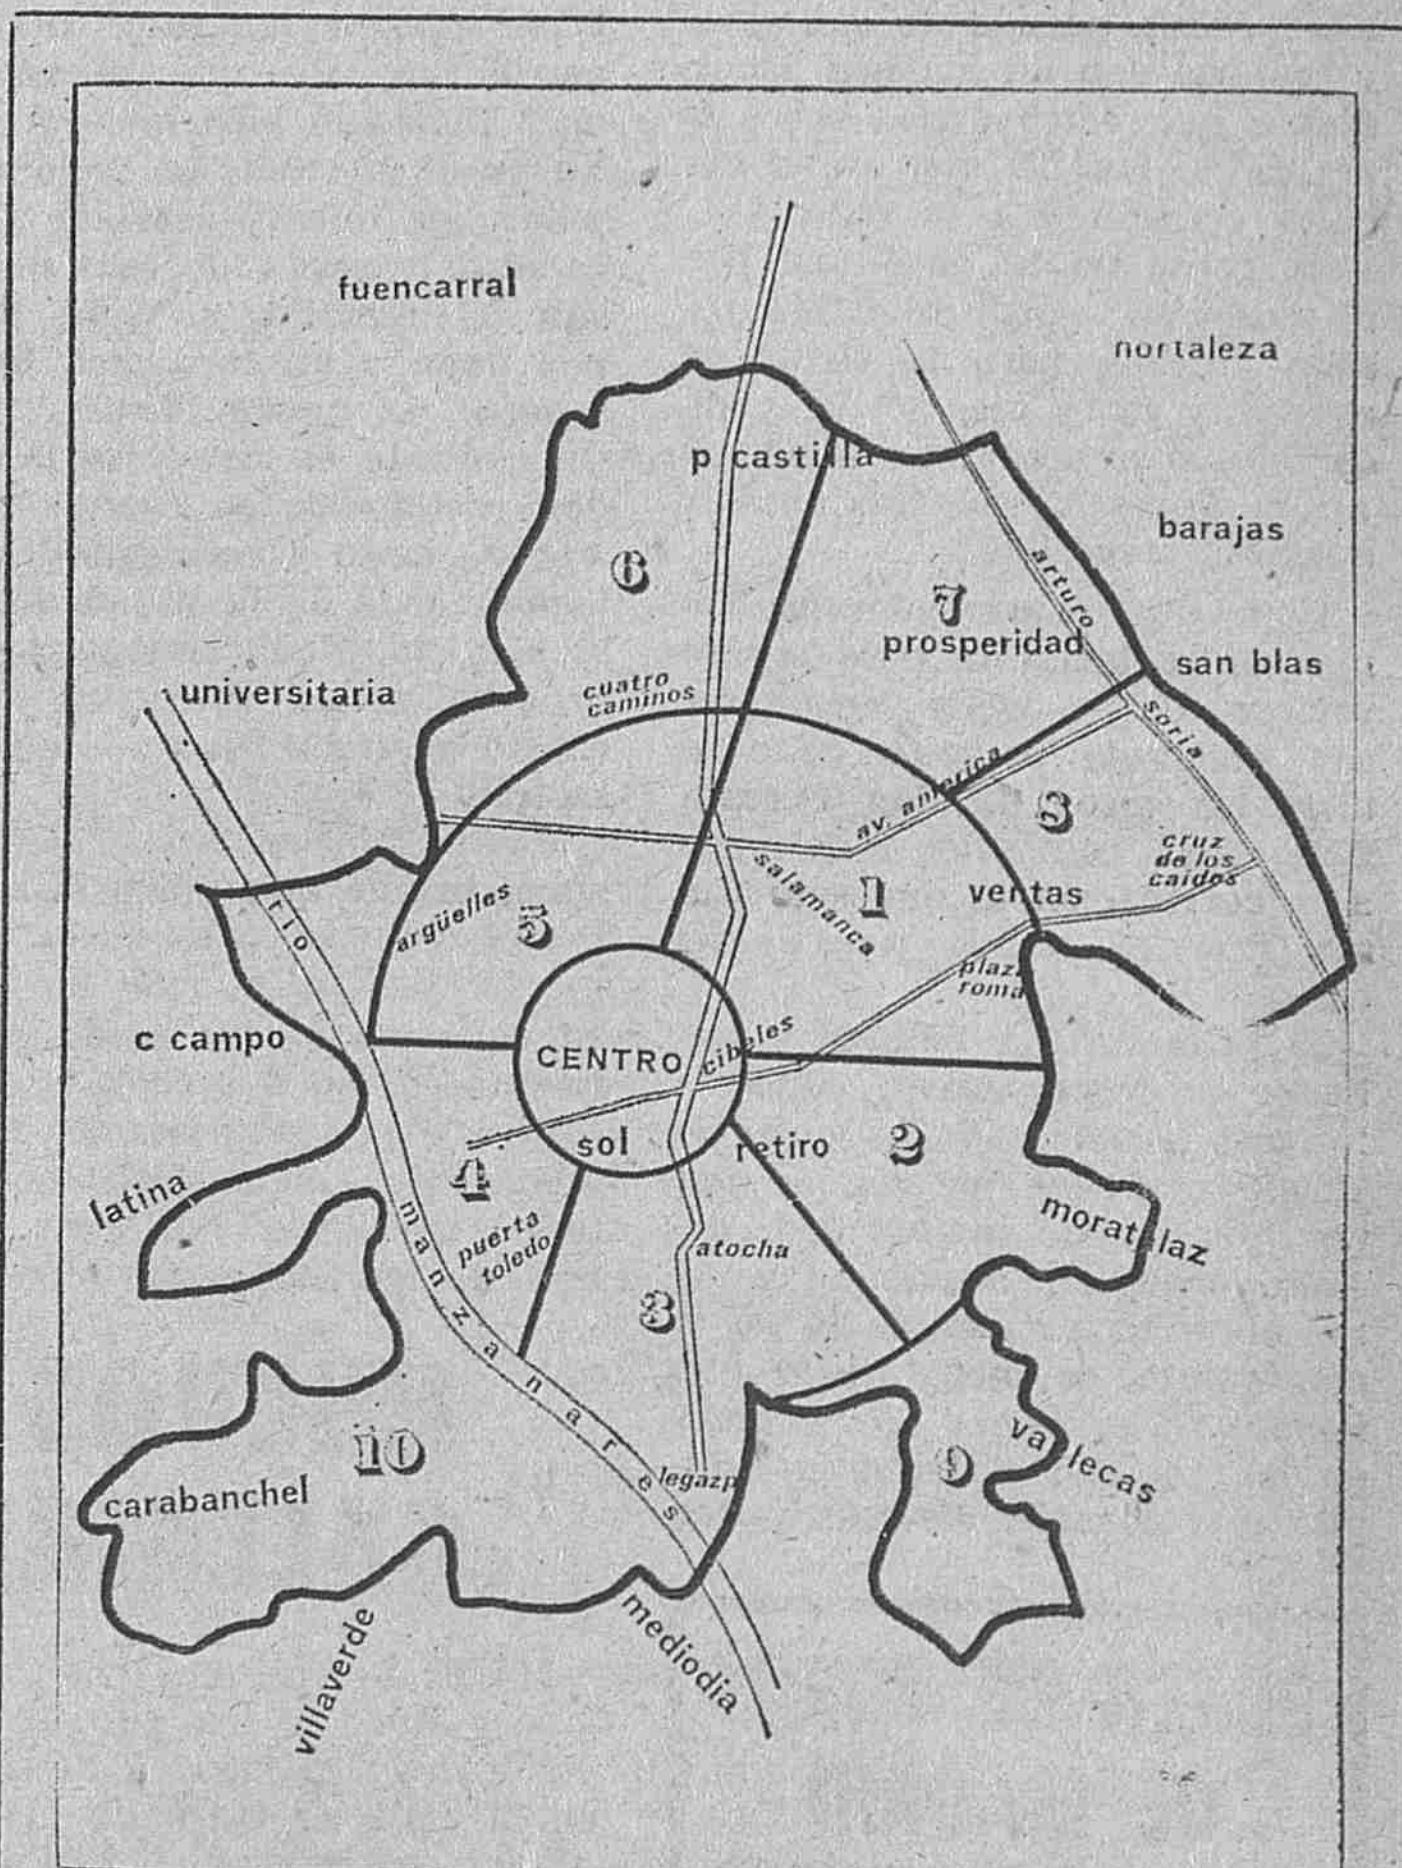 fuencarral
nortaleza
p castilla
barajas
6
arturo
7
prosperidad
san blas
universitaria
cuatro
caminos
soria
av. america
3
cruz
de los
caidos
salamanca
1
ventas
argüelles
5
rio
plaza
roma
c campo
CENTRO
cibeles
sol
retiro
2
4
latina
manzanares
puerta
toledo
moratalaz
atocha
3
10
vallecas
9
carabanchel
legazpi
villaverde
mediodia